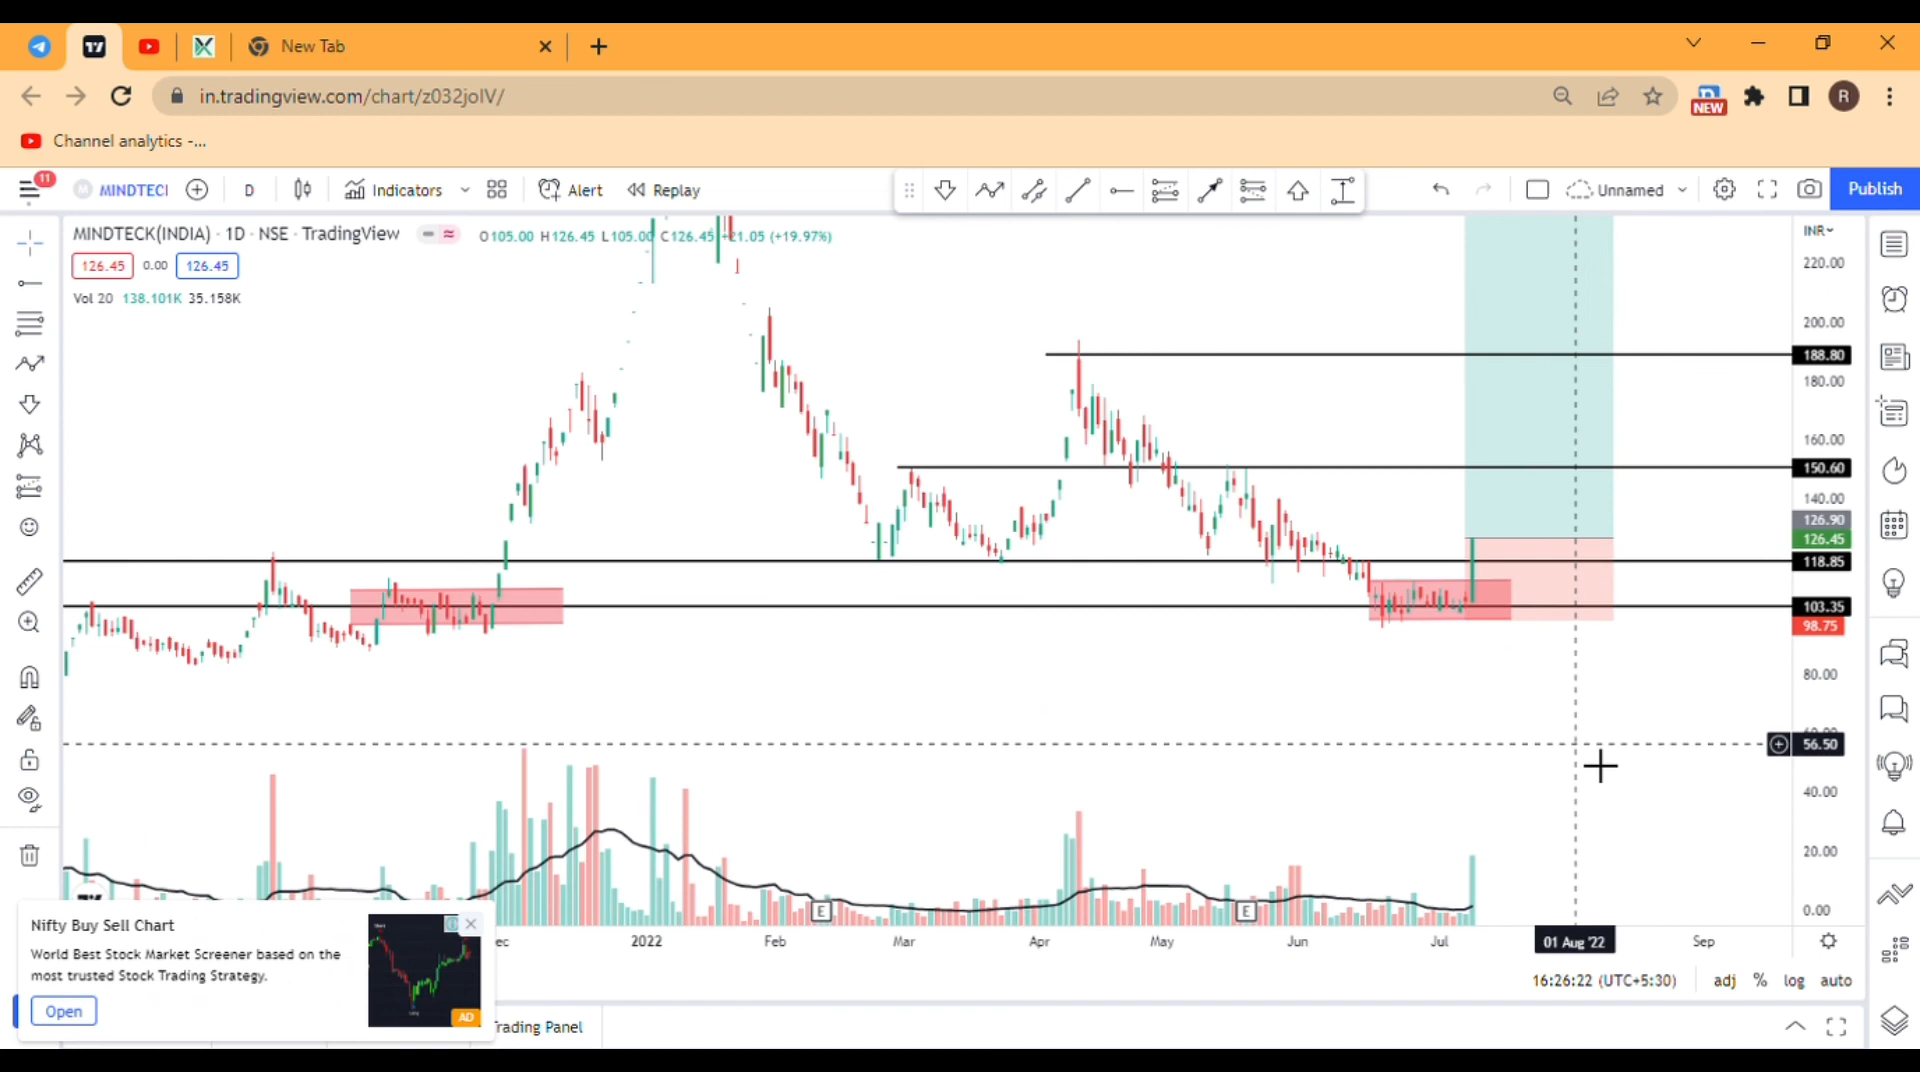 New Tab
in.tradingview.com/chart/z032joIV/
NEW
R
Channel analytics -...
11
MINDTECI
D
Indicators
Alert
Replay
Unnamed
Publish
MINDTECK(INDIA) · 1D · NSE · TradingView
O105.00 H126.45 L105.00 C126.45 +21.05 (+19.97%)
126.45 0.00 126.45
Vol 20 138.101K 35.158K
INR
220.00
200.00
188.80
180.00
160.00
150.60
140.00
126.90
126.45
118.85
103.35
98.75
80.00
56.50
40.00
20.00
0.00
E
E
ec 2022 Feb Mar Apr May Jun Jul 01 Aug '22 Sep
16:26:22 (UTC+5:30) adj % log auto
Nifty Buy Sell Chart
World Best Stock Market Screener based on the
most trusted Stock Trading Strategy.
Open
AD
Trading Panel